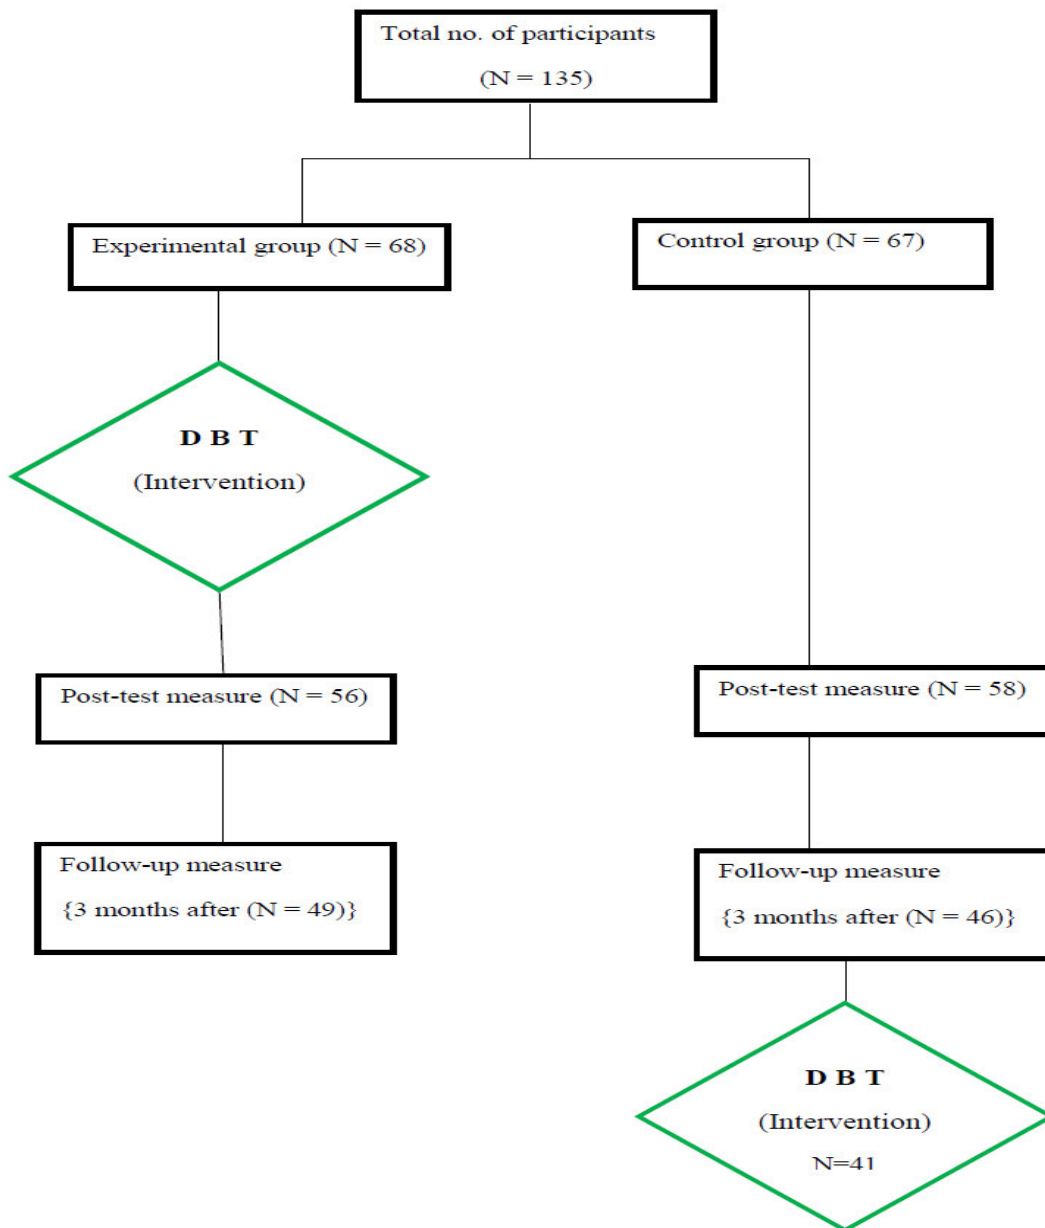 Total no. of participants
(N = 135)
Experimental group (N = 68)
Control group (N = 67)
D B T
(Intervention)
Post-test measure (N = 56)
Post-test measure (N = 58)
Follow-up measure
{3 months after (N = 49)}
Follow-up measure
{3 months after (N = 46)}
D B T
(Intervention)
N=41